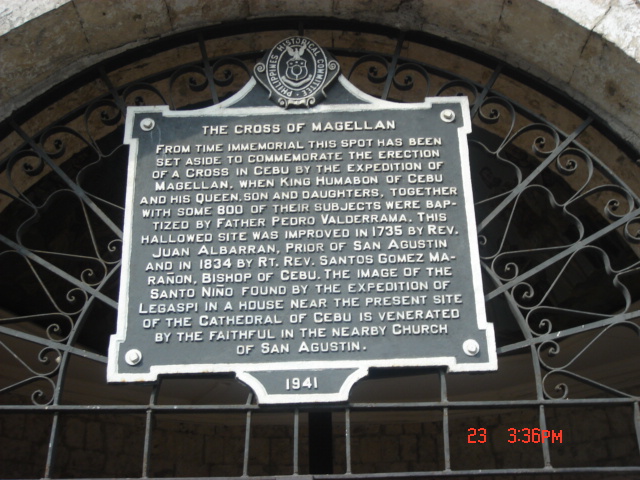 PHILIPPINES HISTORICAL COMMITTEE
THE CROSS OF MAGELLAN
FROM TIME IMMEMORIAL THIS SPOT HAS BEEN
SET ASIDE TO COMMEMORATE THE ERECTION
OF A CROSS IN CEBU BY THE EXPEDITION OF
MAGELLAN. WHEN KING HUMABON OF CEBU
AND HIS QUEEN, SON AND DAUGHTERS, TOGETHER
WITH SOME 800 OF THEIR SUBJECTS WERE BAP-
TIZED BY FATHER PEDRO VALDERRAMA. THIS
HALLOWED SITE WAS IMPROVED IN 1735 BY REV.
JUAN ALBARRAN, PRIOR OF SAN AGUSTIN
AND IN 1834 BY RT. REV. SANTOS GOMEZ MA-
RAÑON, BISHOP OF CEBU. THE IMAGE OF THE
SANTO NIÑO FOUND BY THE EXPEDITION OF
LEGASPI IN A HOUSE NEAR THE PRESENT SITE
OF THE CATHEDRAL OF CEBU IS VENERATED
BY THE FAITHFUL IN THE NEARBY CHURCH
OF SAN AGUSTIN.
1941
23 3:36PM